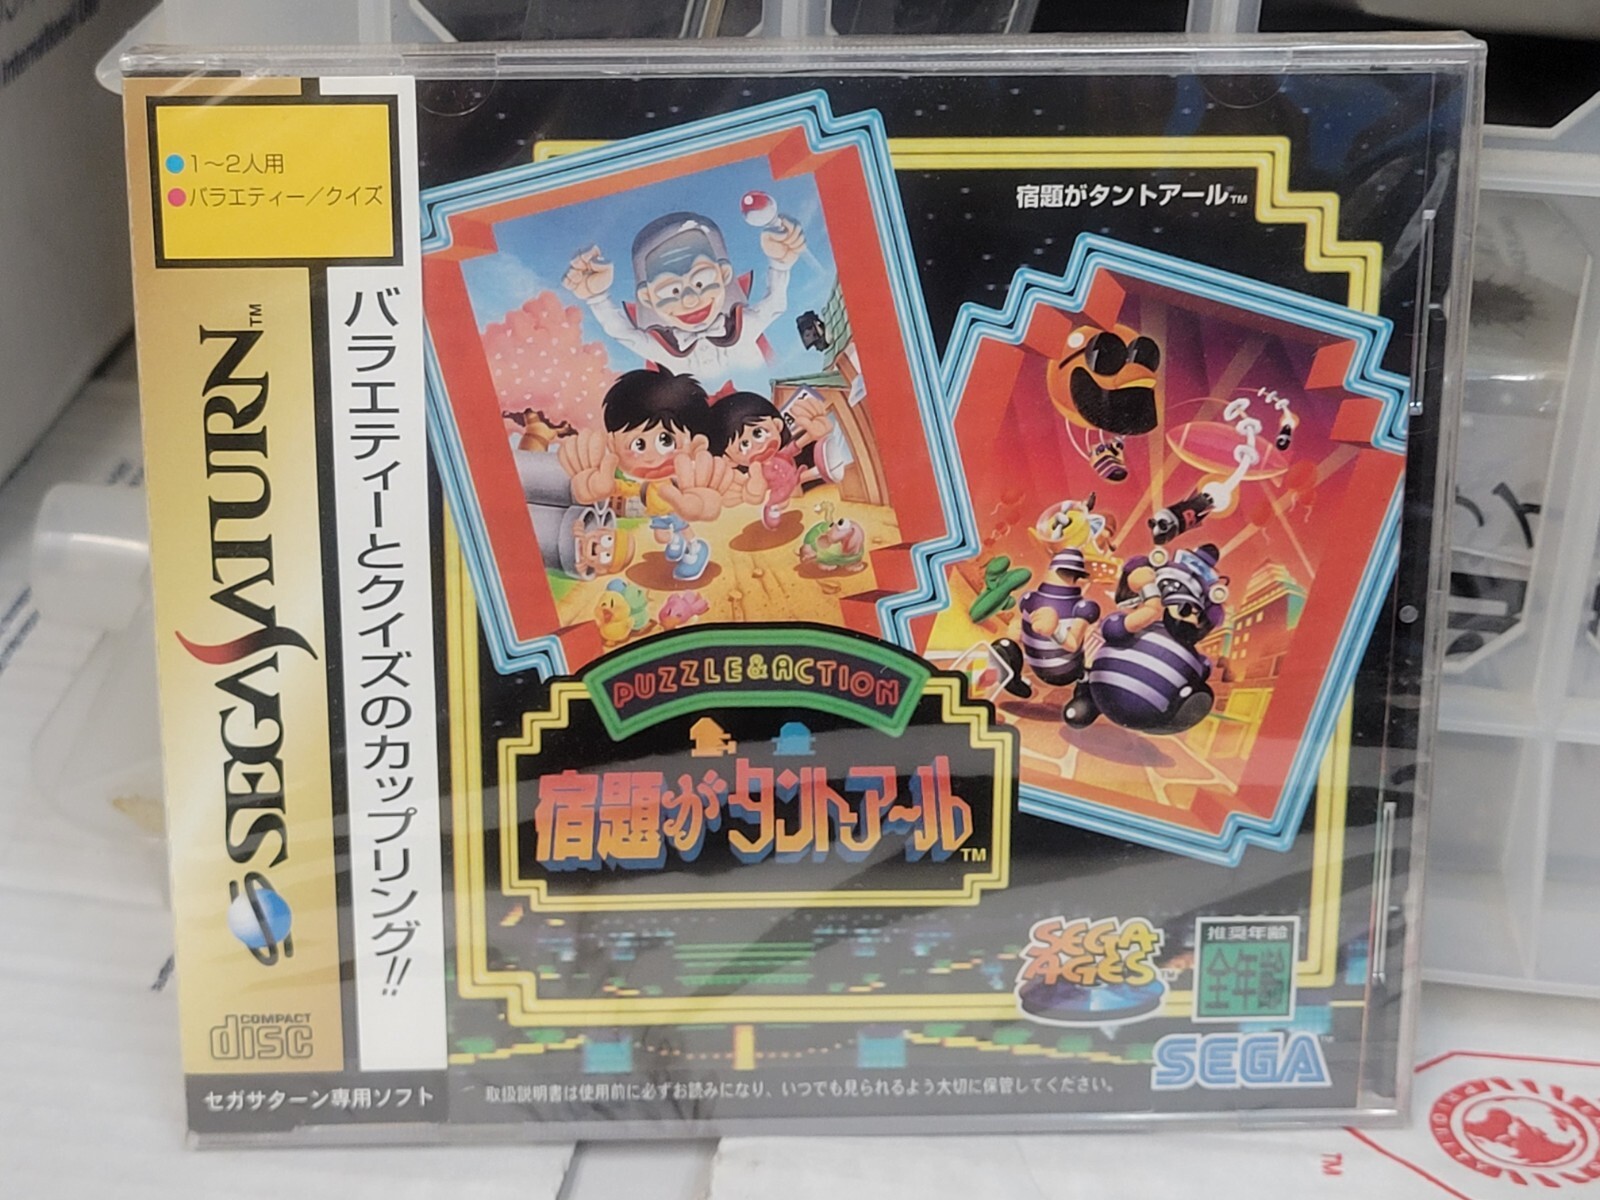 ●1〜2人用
●バラエティー／クイズ
SEGA SATURN™
バラエティーとクイズのカップリング!!
COMPACT
disc
セガサターン専用ソフト
宿題がタントアール™
PUZZLE & ACTION
宿題がタントアール™
SEGA
AGES™
推奨年齢
全年齢
SEGA™
取扱説明書は使用前に必ずお読みになり、いつでも見られるよう大切に保管してください。
TM